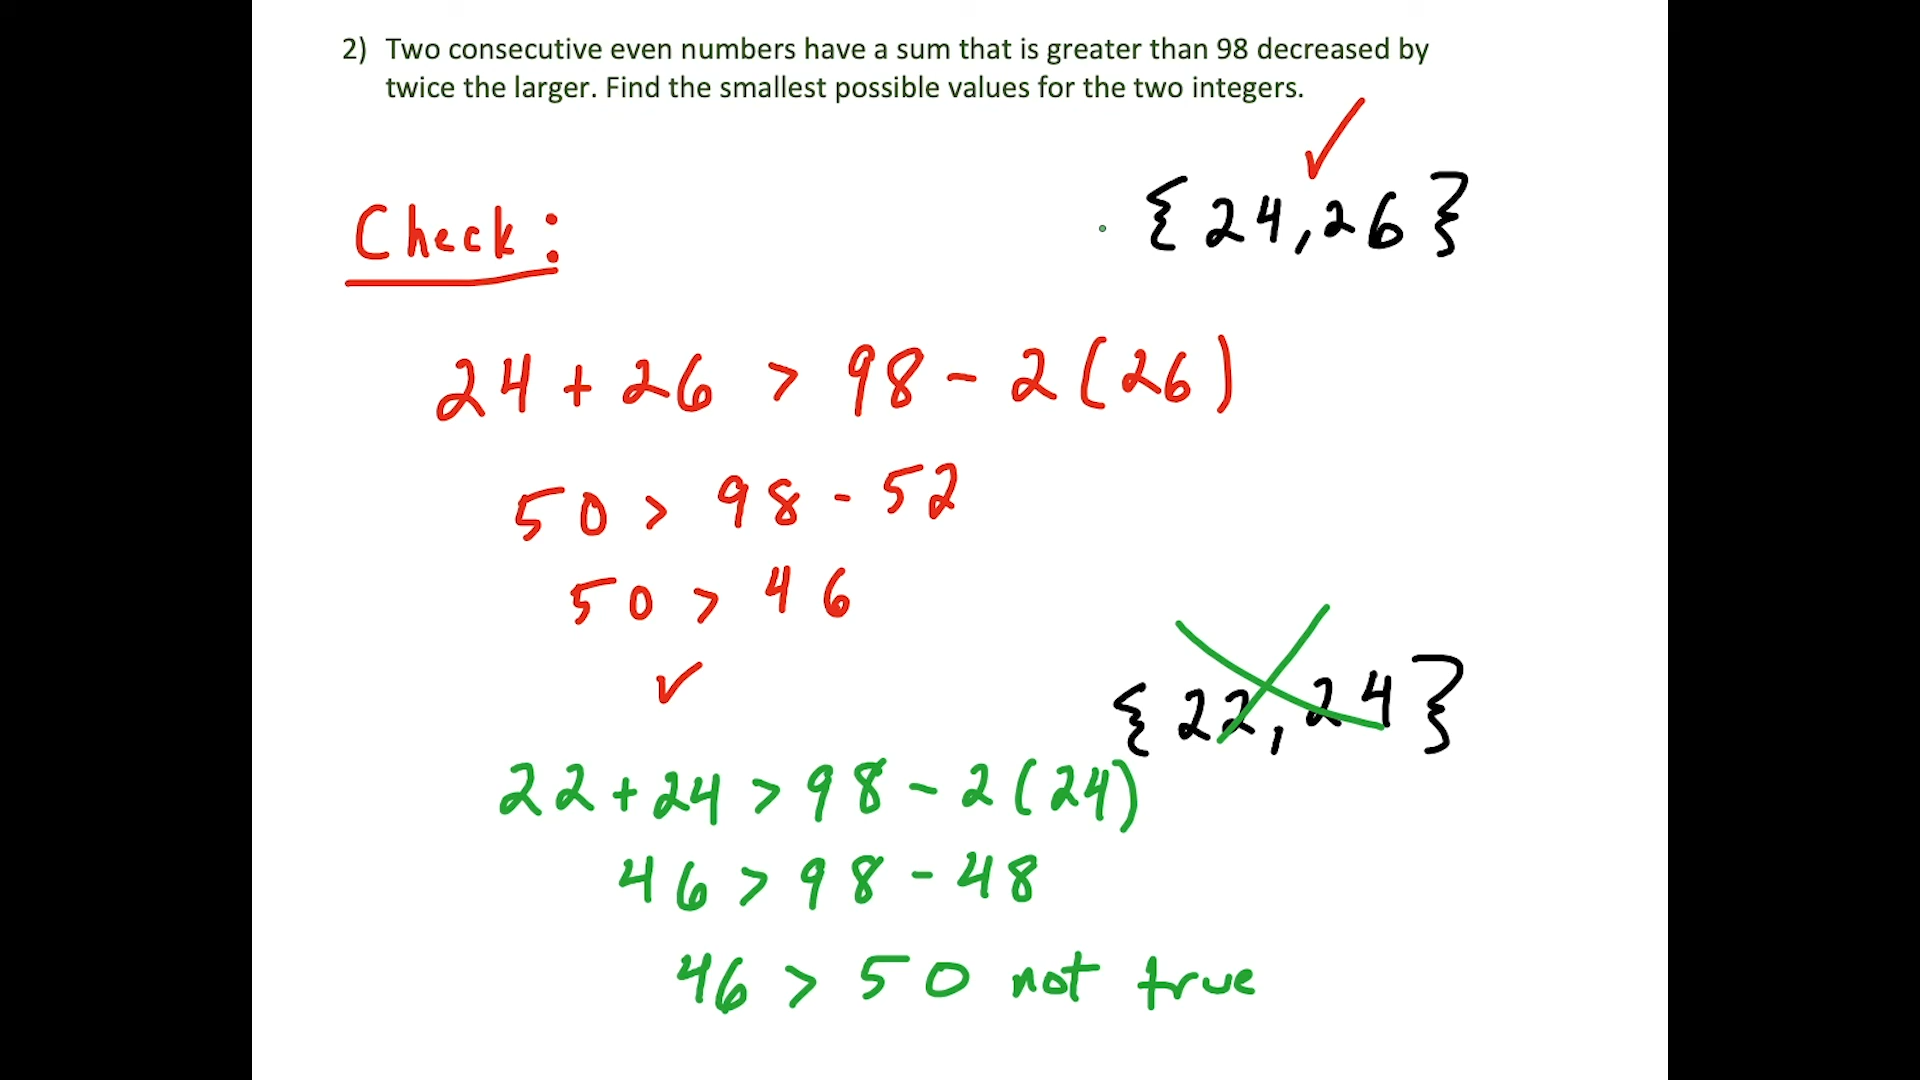 2) Two consecutive even numbers have a sum that is greater than 98 decreased by
twice the larger. Find the smallest possible values for the two integers.
{24,26}
Check:
24 + 26 > 98 - 2(26)
50 > 98 - 52
50 > 46
{22,24}
22 + 24 > 98 - 2(24)
46 > 98 - 48
46 > 50 not true